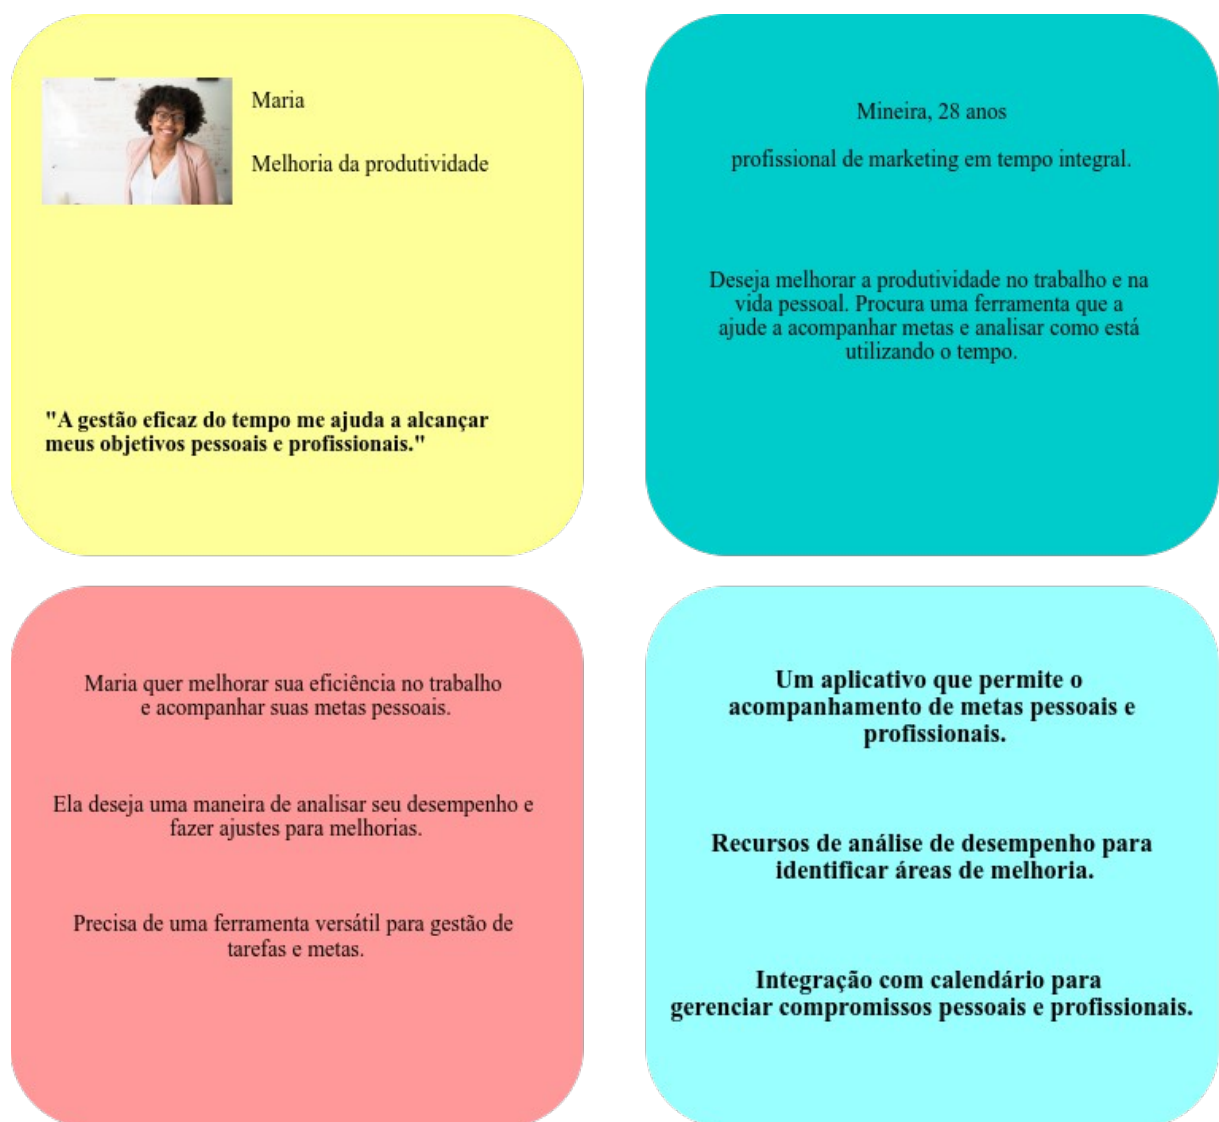 Maria
Melhoria da produtividade
"A gestão eficaz do tempo me ajuda a alcançar
meus objetivos pessoais e profissionais."
Mineira, 28 anos
profissional de marketing em tempo integral.
Deseja melhorar a produtividade no trabalho e na
vida pessoal. Procura uma ferramenta que a
ajude a acompanhar metas e analisar como está
utilizando o tempo.
Maria quer melhorar sua eficiência no trabalho
e acompanhar suas metas pessoais.
Ela deseja uma maneira de analisar seu desempenho e
fazer ajustes para melhorias.
Precisa de uma ferramenta versátil para gestão de
tarefas e metas.
Um aplicativo que permite o
acompanhamento de metas pessoais e
profissionais.
Recursos de análise de desempenho para
identificar áreas de melhoria.
Integração com calendário para
gerenciar compromissos pessoais e profissionais.